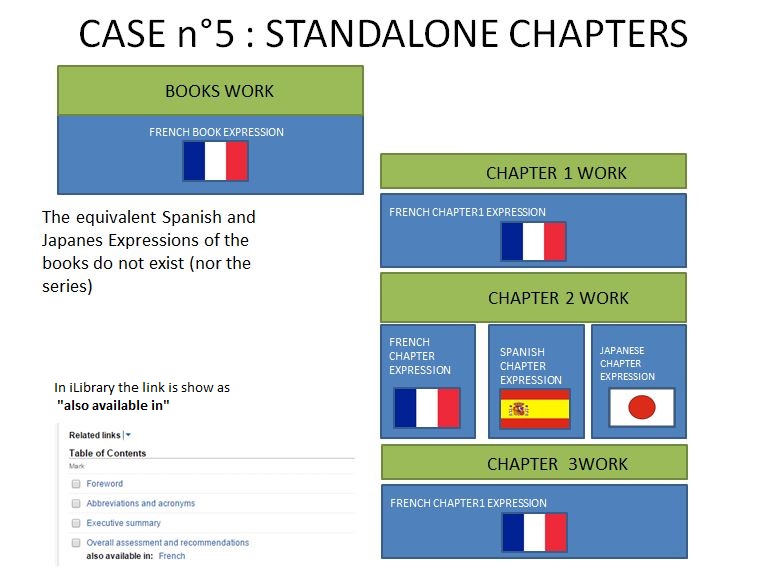 CASE n°5 : STANDALONE CHAPTERS
BOOKS WORK
FRENCH BOOK EXPRESSION
The equivalent Spanish and
Japanes Expressions of the
books do not exist (nor the
series)
CHAPTER 1 WORK
FRENCH CHAPTER1 EXPRESSION
CHAPTER 2 WORK
FRENCH
CHAPTER
EXPRESSION
SPANISH
CHAPTER
EXPRESSION
JAPANESE
CHAPTER
EXPRESSION
CHAPTER 3WORK
FRENCH CHAPTER1 EXPRESSION
In iLibrary the link is show as
"also available in"
Related links
Table of Contents
Mark
Foreword
Abbreviations and acronyms
Executive summary
Overall assessment and recommendations
also available in: French